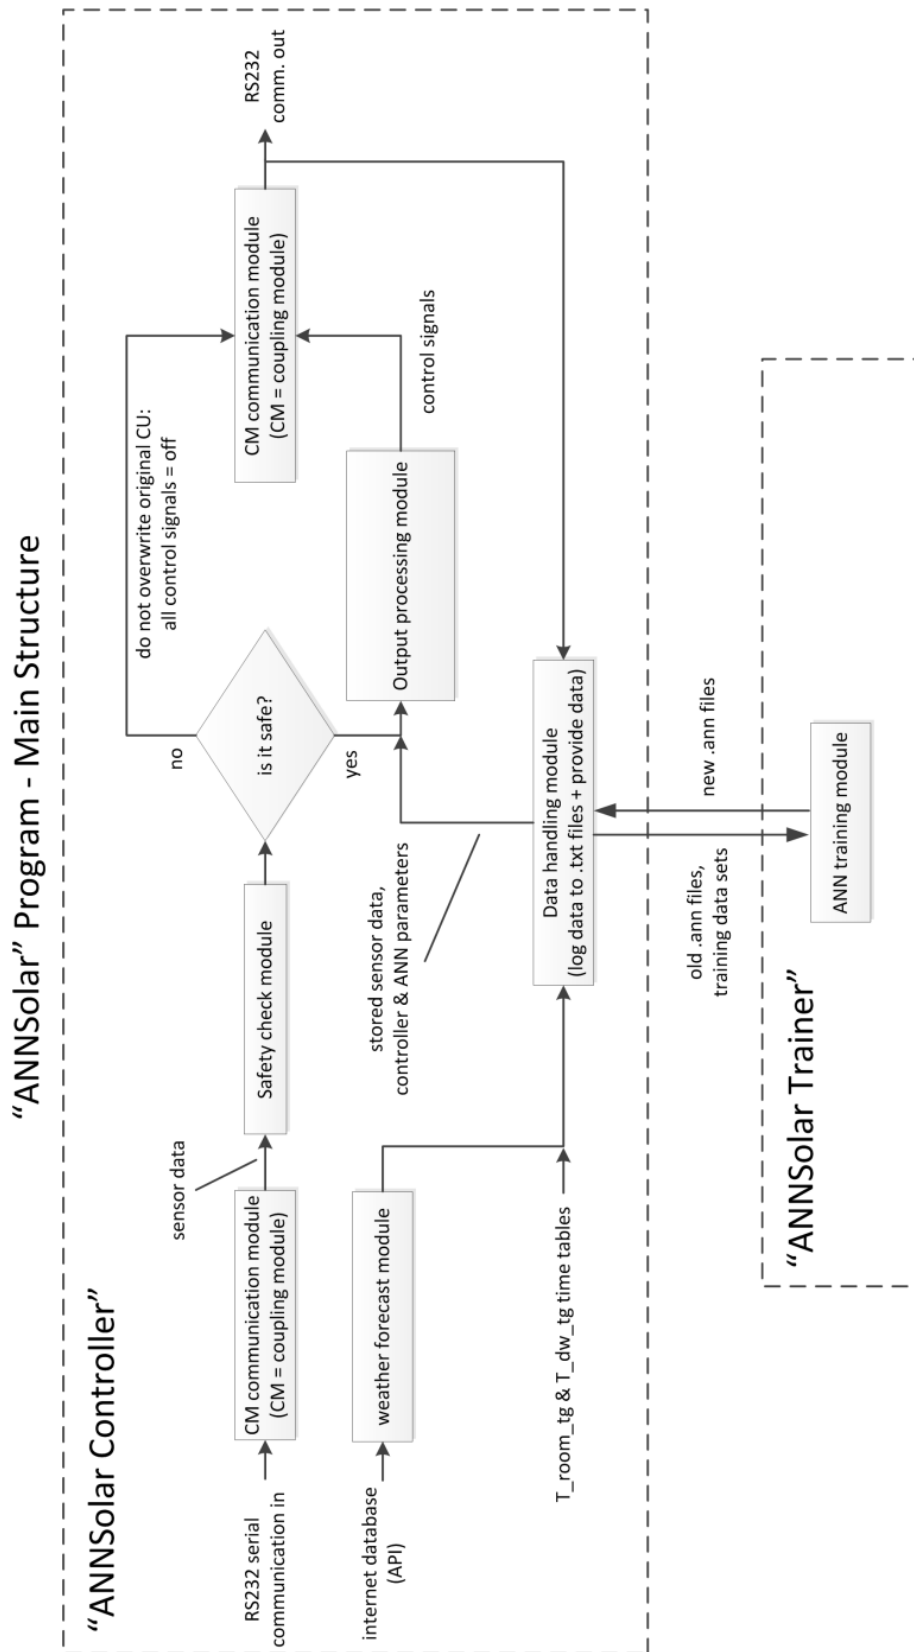 “ANNSolar” Program - Main Structure
“ANNSolar Controller”
RS232 serial
communication in
CM communication module
(CM = coupling module)
sensor data
Safety check module
is it safe?
no
yes
do not overwrite original CU:
all control signals = off
CM communication module
(CM = coupling module)
RS232
comm. out
internet database
(API)
weather forecast module
stored sensor data,
controller & ANN parameters
Output processing module
control signals
T_room_tg & T_dw_tg time tables
Data handling module
(log data to .txt files + provide data)
old .ann files,
training data sets
new .ann files
“ANNSolar Trainer”
ANN training module